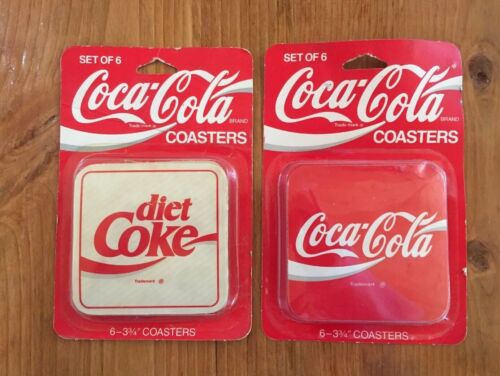 SET OF 6
Coca-Cola
BRAND
Trade mark ®
COASTERS
diet
Coke
Trademark ®
6–3¾" COASTERS
SET OF 6
Coca-Cola
BRAND
Trade mark ®
COASTERS
Coca-Cola
Trademark ®
6–3¾" COASTERS